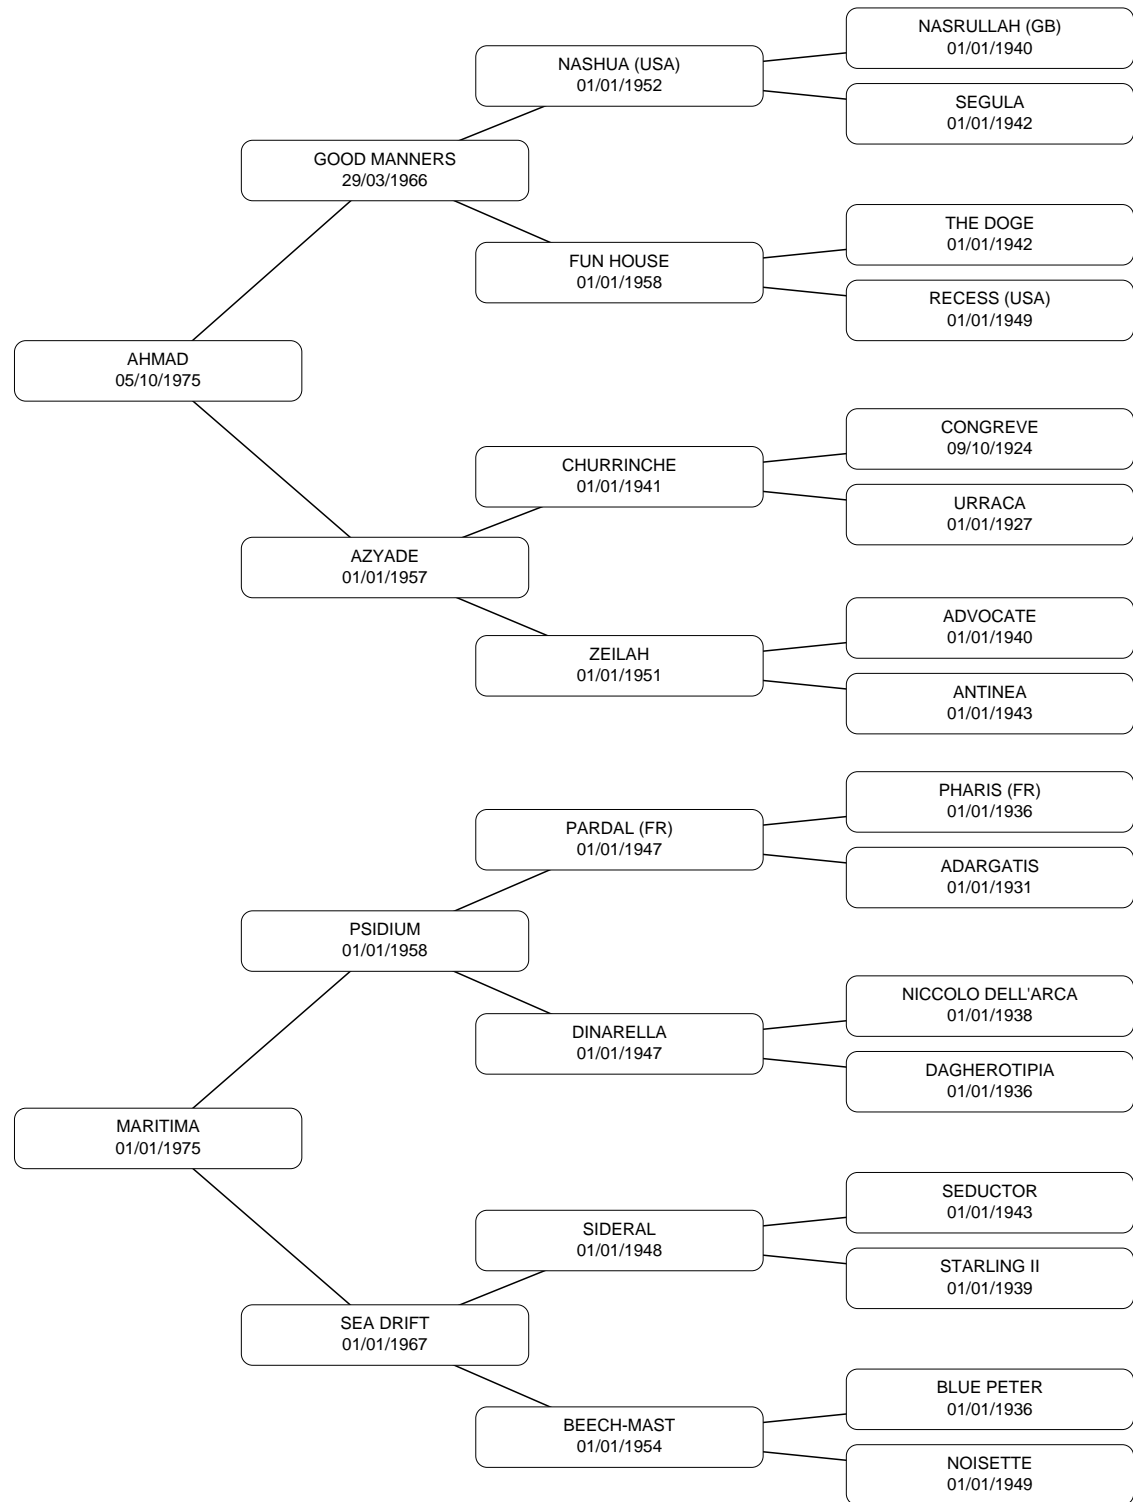 NASRULLAH (GB)
01/01/1940
NASHUA (USA)
01/01/1952
SEGULA
01/01/1942
GOOD MANNERS
29/03/1966
THE DOGE
01/01/1942
FUN HOUSE
01/01/1958
RECESS (USA)
01/01/1949
AHMAD
05/10/1975
CONGREVE
09/10/1924
CHURRINCHE
01/01/1941
URRACA
01/01/1927
AZYADE
01/01/1957
ADVOCATE
01/01/1940
ZEILAH
01/01/1951
ANTINEA
01/01/1943
PHARIS (FR)
01/01/1936
PARDAL (FR)
01/01/1947
ADARGATIS
01/01/1931
PSIDIUM
01/01/1958
NICCOLO DELL'ARCA
01/01/1938
DINARELLA
01/01/1947
DAGHEROTIPIA
01/01/1936
MARITIMA
01/01/1975
SEDUCTOR
01/01/1943
SIDERAL
01/01/1948
STARLING II
01/01/1939
SEA DRIFT
01/01/1967
BLUE PETER
01/01/1936
BEECH-MAST
01/01/1954
NOISETTE
01/01/1949